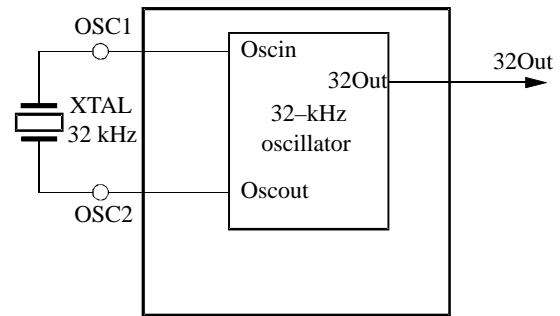 OSC1
Oscin
32Out
32Out
XTAL
32 kHz
32–kHz
oscillator
Oscout
OSC2